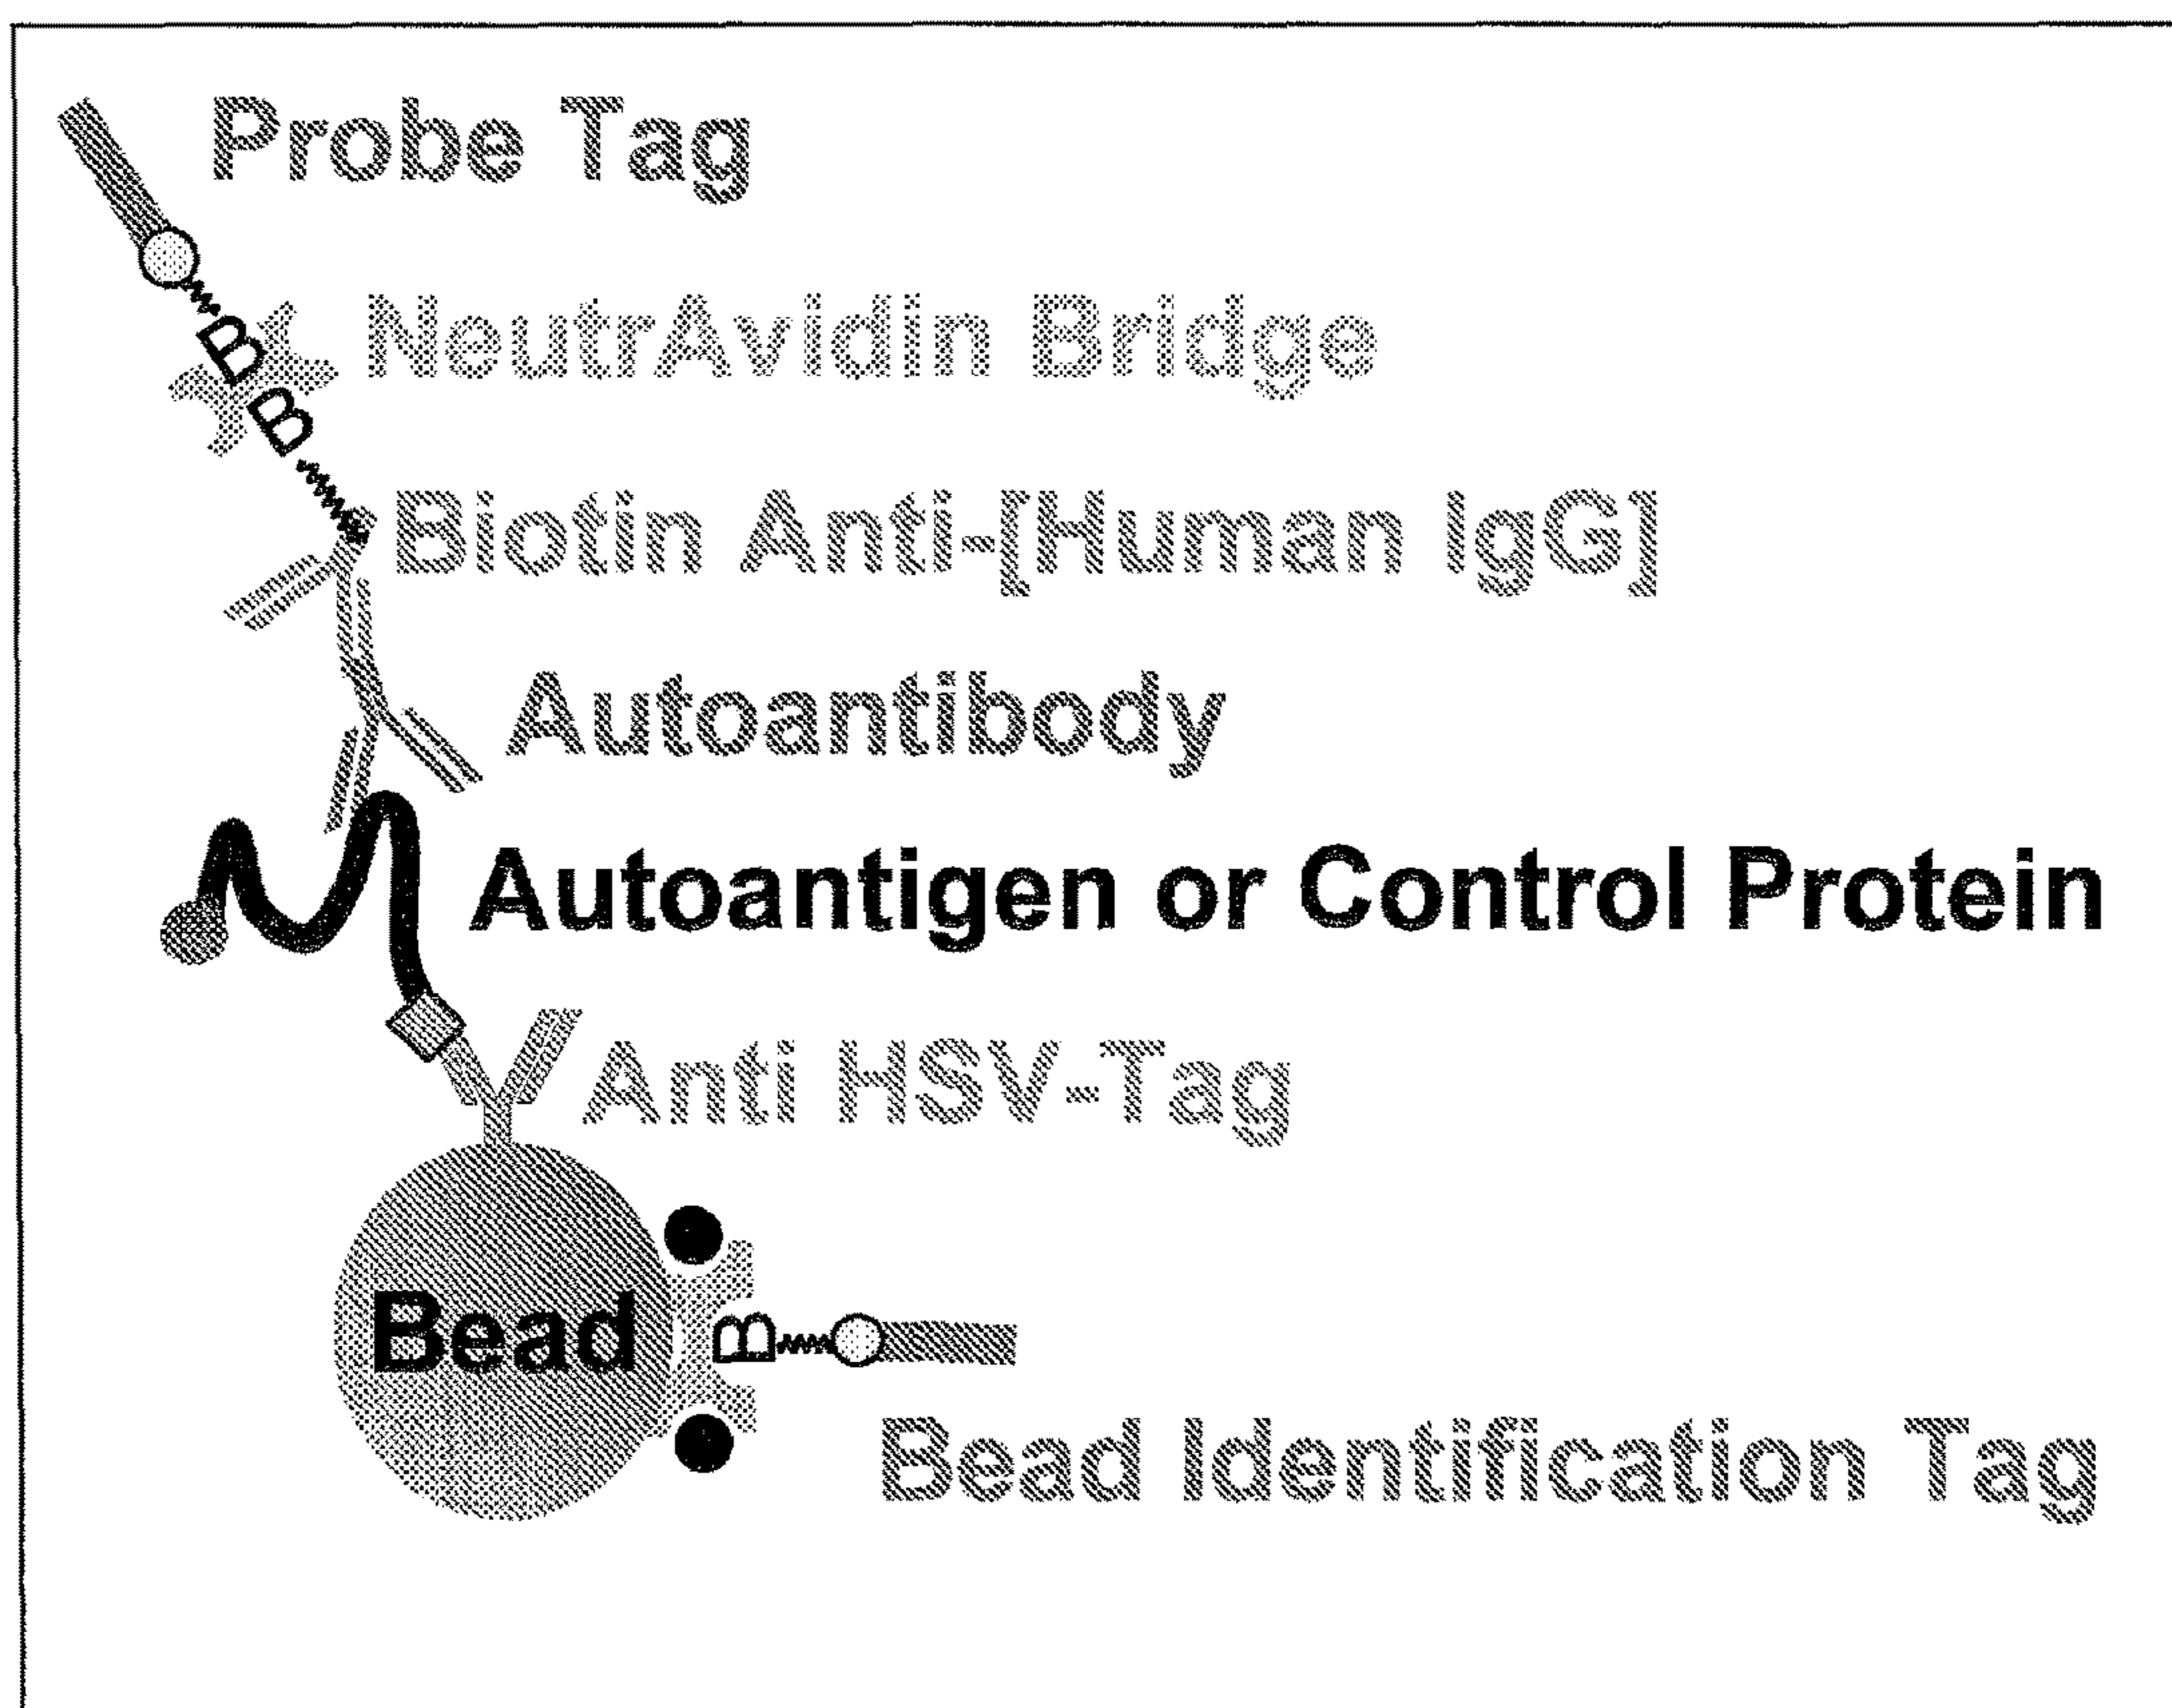 Probe Tag
B
NeutrAvidin Bridge
B
Biotin Anti-[Human IgG]
Autoantibody
Autoantigen or Control Protein
Anti HSV-Tag
Bead
B
Bead Identification Tag